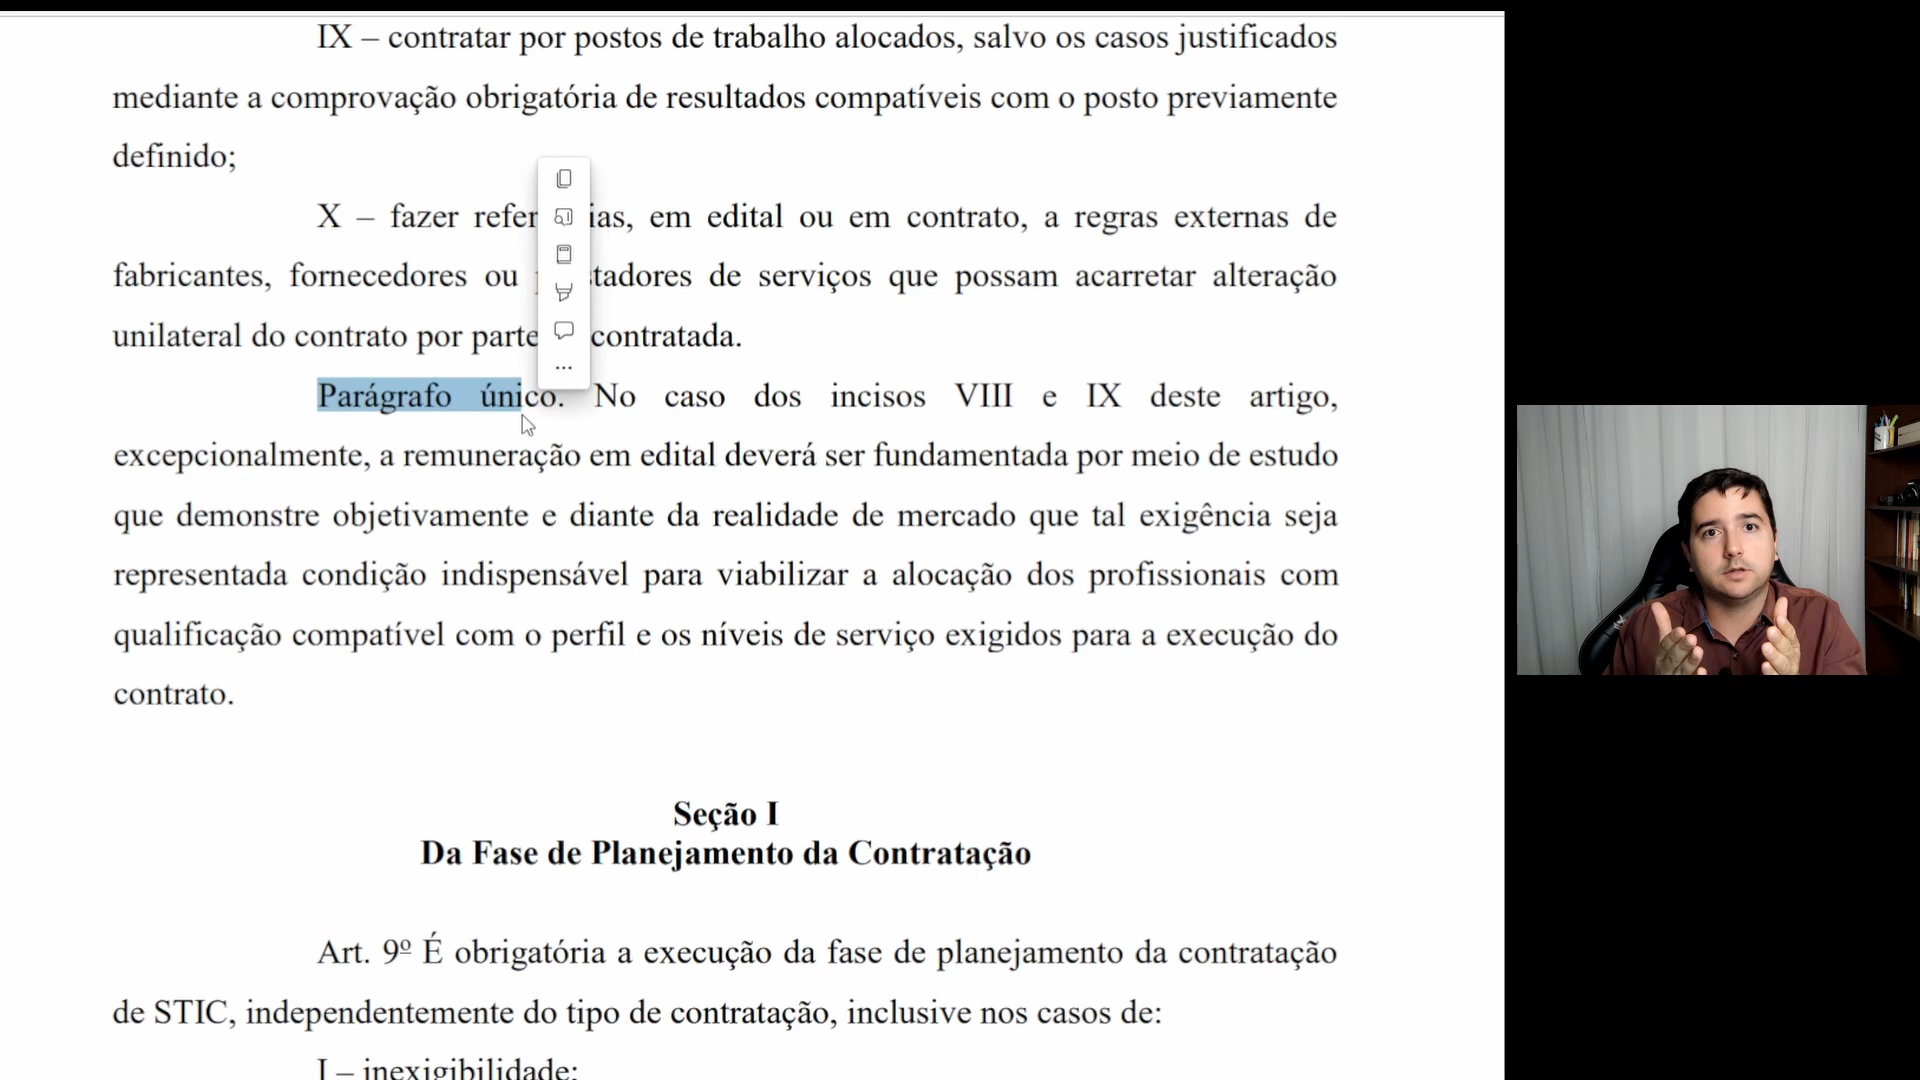 IX – contratar por postos de trabalho alocados, salvo os casos justificados
mediante a comprovação obrigatória de resultados compatíveis com o posto previamente
definido;
X – fazer refer ias, em edital ou em contrato, a regras externas de
fabricantes, fornecedores ou tadores de serviços que possam acarretar alteração
unilateral do contrato por parte contratada.
Parágrafo único. No caso dos incisos VIII e IX deste artigo,
excepcionalmente, a remuneração em edital deverá ser fundamentada por meio de estudo
que demonstre objetivamente e diante da realidade de mercado que tal exigência seja
representada condição indispensável para viabilizar a alocação dos profissionais com
qualificação compatível com o perfil e os níveis de serviço exigidos para a execução do
contrato.
Seção I
Da Fase de Planejamento da Contratação
Art. 9º É obrigatória a execução da fase de planejamento da contratação
de STIC, independentemente do tipo de contratação, inclusive nos casos de:
I – inexigibilidade;